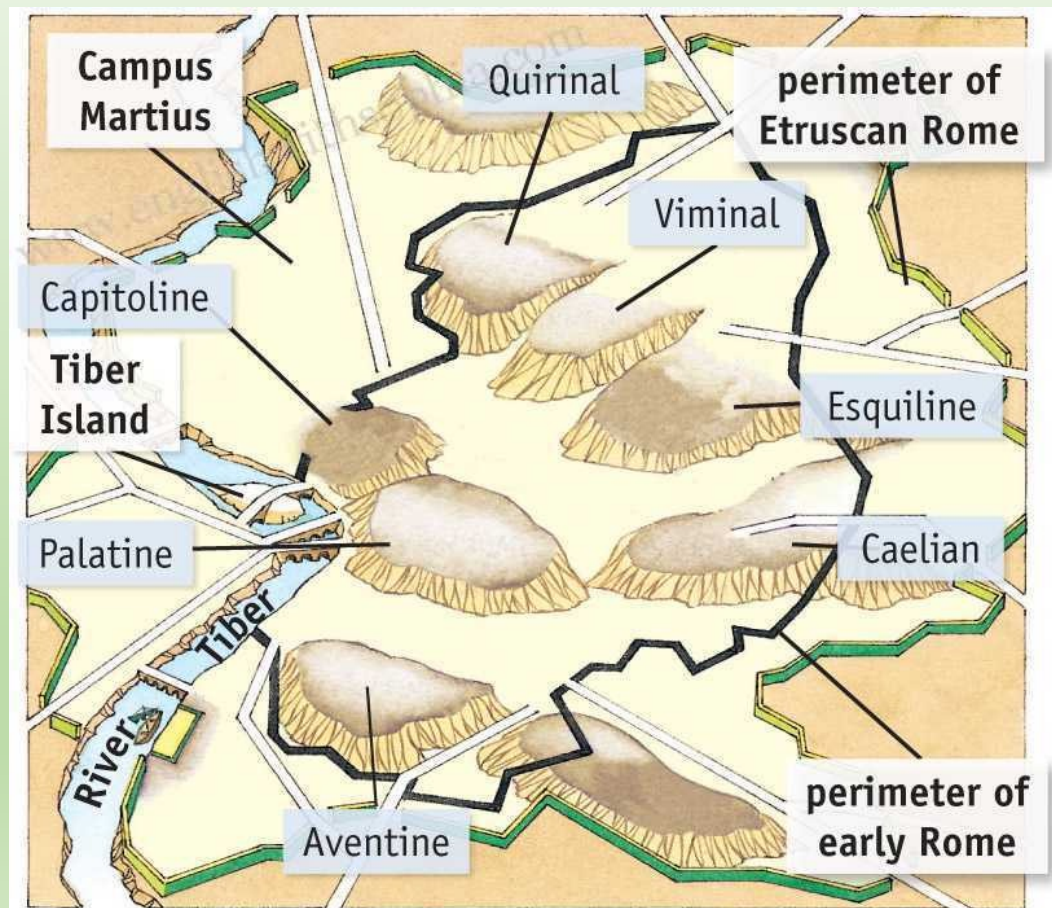 Campus
Martius
Quirinal
perimeter of
Etruscan Rome
Viminal
Capitoline
Tiber
Island
Esquiline
Palatine
Caelian
River Tiber
perimeter of
early Rome
Aventine